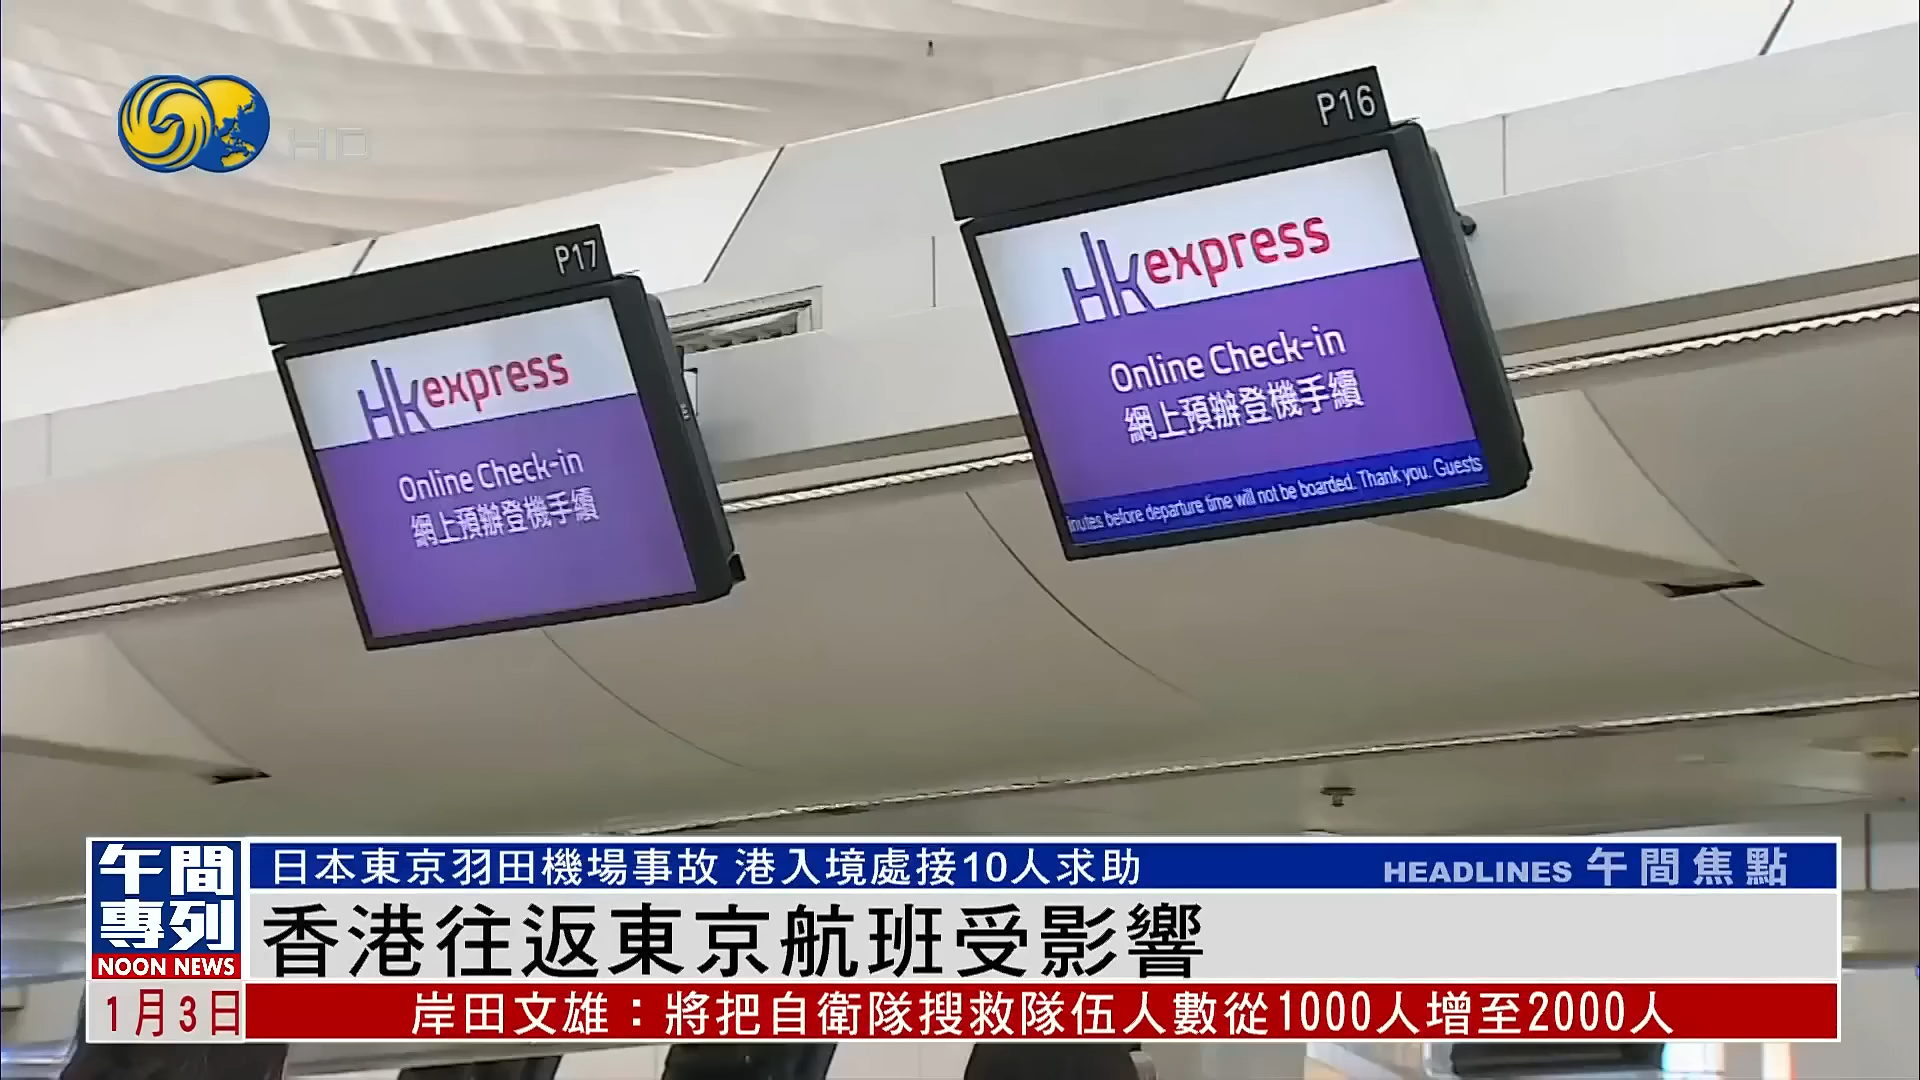 HD
P17
hk express
Online Check-in
網上預辦登機手續
P16
hk express
Online Check-in
網上預辦登機手續
inutes before departure time will not be boarded. Thank you. Guests
午間專列
NOON NEWS
日本東京羽田機場事故 港入境處接10人求助
HEADLINES 午間焦點
香港往返東京航班受影響
1月3日
岸田文雄：將把自衛隊搜救隊伍人數從1000人增至2000人